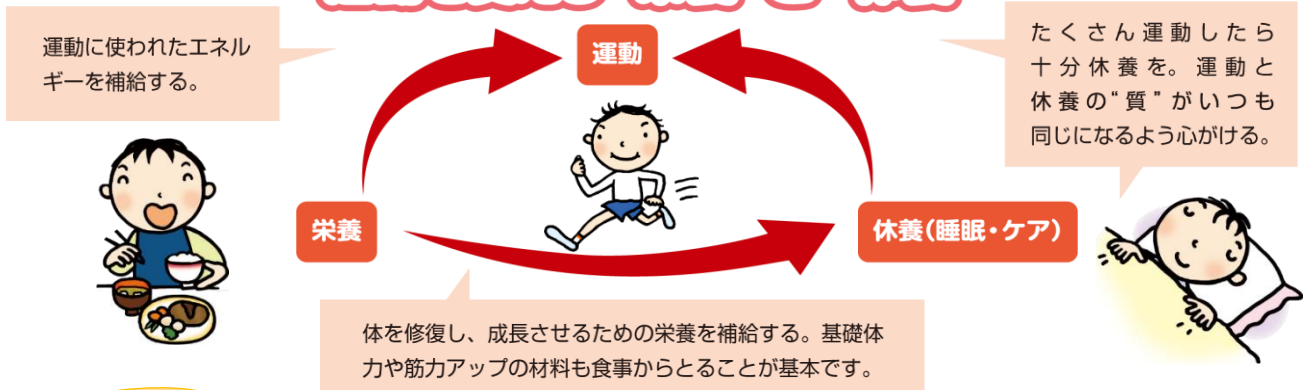 運動に使われたエネル
ギーを補給する。
運動
たくさん運動したら
十分休養を。運動と
休養の“質”がいつも
同じになるよう心がける。
栄養
休養（睡眠・ケア）
体を修復し、成長させるための栄養を補給する。基礎体
力や筋力アップの材料も食事からとることが基本です。